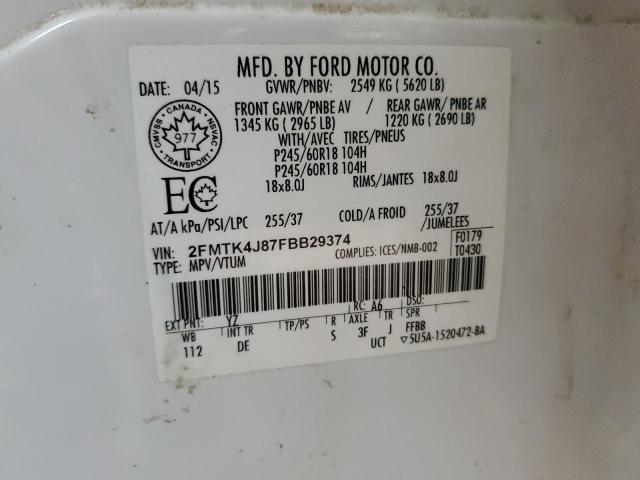 MFD. BY FORD MOTOR CO.
DATE: 04/15 GVWR/PNBV: 2549 KG ( 5620 LB)
FRONT GAWR/PNBE AV / REAR GAWR/ PNBE AR
1345 KG ( 2965 LB) 1220 KG ( 2690 LB)
WITH/AVEC TIRES/PNEUS
P245/60R18 104H
P245/60R18 104H
18x8.0J RIMS/JANTES 18x8.0J
CANADA
CMVSS NSVAC
977
TRANSPORT
EC
AT/A kPa/PSI/LPC 255/37 COLD/A FROID 255/37
/JUMELEES
VIN: 2FMTK4J87FBB29374 F0179
TYPE: MPV/VTUM COMPLIES: ICES/NMB-002 T0430
EXT PNT: YZ RC: A6 DSO:
WB INT TR TP/PS R AXLE TR SPR
112 DE S 3F J FFBB
UCT ▽5U5A-1520472-BA